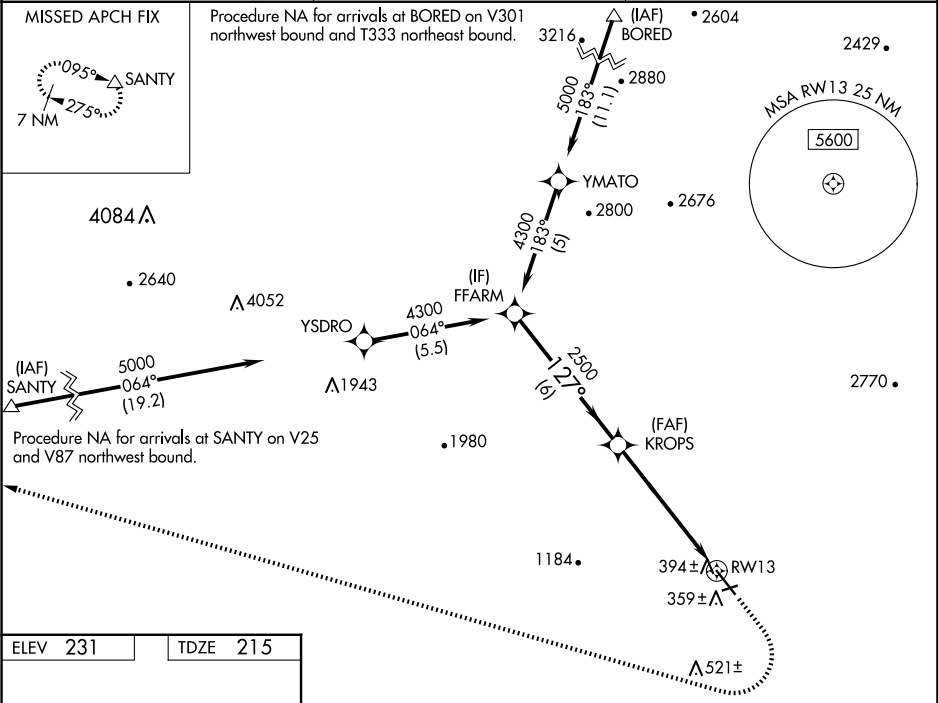 MISSED APCH FIX
095°
SANTY
275°
7 NM
Procedure NA for arrivals at BORED on V301
northwest bound and T333 northeast bound.
(IAF)
BORED
2604
3216
2429
2880
5000
183°
(11.1)
MSA RW13 25 NM
5600
YMATO
2676
2800
4084
4300
183°
(5)
2640
(IF)
FFARM
4052
YSDRO
4300
064°
(5.5)
(IAF)
SANTY
5000
064°
(19.2)
1943
2500
127°
(6)
2770
Procedure NA for arrivals at SANTY on V25
and V87 northwest bound.
1980
(FAF)
KROPS
1184
394±
RW13
359±
521±
ELEV 231
TDZE 215